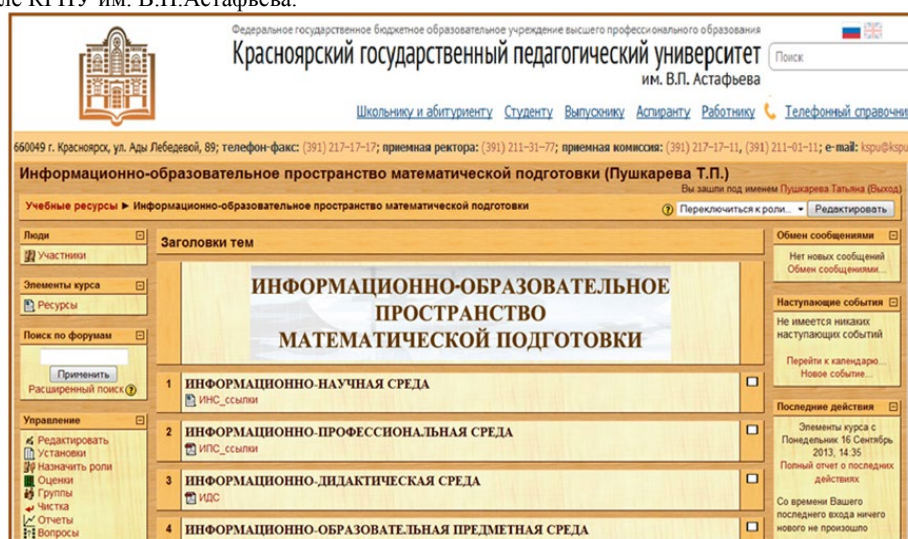 им. В.П.Астафьева.
Федеральное государственное бюджетное образовательное учреждение высшего профессионального образования
Красноярский государственный педагогический университет
им. В.П. Астафьева
Поиск
Школьнику и абитуриенту Студенту Выпускнику Аспиранту Работнику Телефонный справочни
660049 г. Красноярск, ул. Ады Лебедевой, 89; телефон-факс: (391) 217-17-17; приемная ректора: (391) 211-31-77; приемная комиссия: (391) 217-17-11, (391) 211-01-11; e-mail: kspu@kspu
Информационно-образовательное пространство математической подготовки (Пушкарева Т.П.)
Вы зашли под именем Пушкарева Татьяна (Выход)
Учебные ресурсы ► Информационно-образовательное пространство математической подготовки
Переключиться к роли... Редактировать
Люди
Участники
Элементы курса
Ресурсы
Поиск по форумам
Применить
Расширенный поиск
Управление
Редактировать
Установки
Назначить роли
Оценки
Группы
Чистка
Отчеты
Вопросы
Заголовки тем
ИНФОРМАЦИОННО-ОБРАЗОВАТЕЛЬНОЕ
ПРОСТРАНСТВО
МАТЕМАТИЧЕСКОЙ ПОДГОТОВКИ
1 ИНФОРМАЦИОННО-НАУЧНАЯ СРЕДА
ИНС_ссылки
2 ИНФОРМАЦИОННО-ПРОФЕССИОНАЛЬНАЯ СРЕДА
ИПС_ссылки
3 ИНФОРМАЦИОННО-ДИДАКТИЧЕСКАЯ СРЕДА
ИДС
4 ИНФОРМАЦИОННО-ОБРАЗОВАТЕЛЬНАЯ ПРЕДМЕТНАЯ СРЕДА
Обмен сообщениями
Нет новых сообщений
Обмен сообщениями...
Наступающие события
Не имеется никаких
наступающих событий
Перейти к календарю...
Новое событие...
Последние действия
Элементы курса с
Понедельник 16 Сентябрь
2013, 14:35
Полный отчет о последних
действиях
Со времени Вашего
последнего входа ничего
нового не произошло